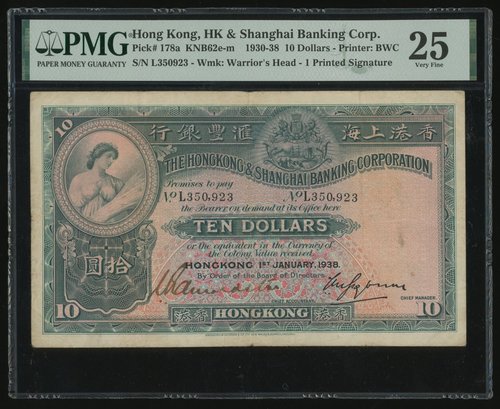 PMG
PAPER MONEY GUARANTY
Hong Kong, HK & Shanghai Banking Corp.
Pick# 178a KNB62e-m 1930-38 10 Dollars - Printer: BWC
S/N L350923 - Wmk: Warrior's Head - 1 Printed Signature
25
Very Fine
10
10
行銀豐滙 海上港香
THE HONGKONG & SHANGHAI BANKING CORPORATION
Promises to pay
No L350,923 No L350,923
the Bearer on demand at its Office here
TEN DOLLARS
or the equivalent in the Currency of
the Colony, Value received.
HONGKONG 1ST JANUARY, 1938.
By Order of the Board of Directors
圓拾
CHIEF ACCOUNTANT.
CHIEF MANAGER.
10
港香 HONGKONG 港香
10